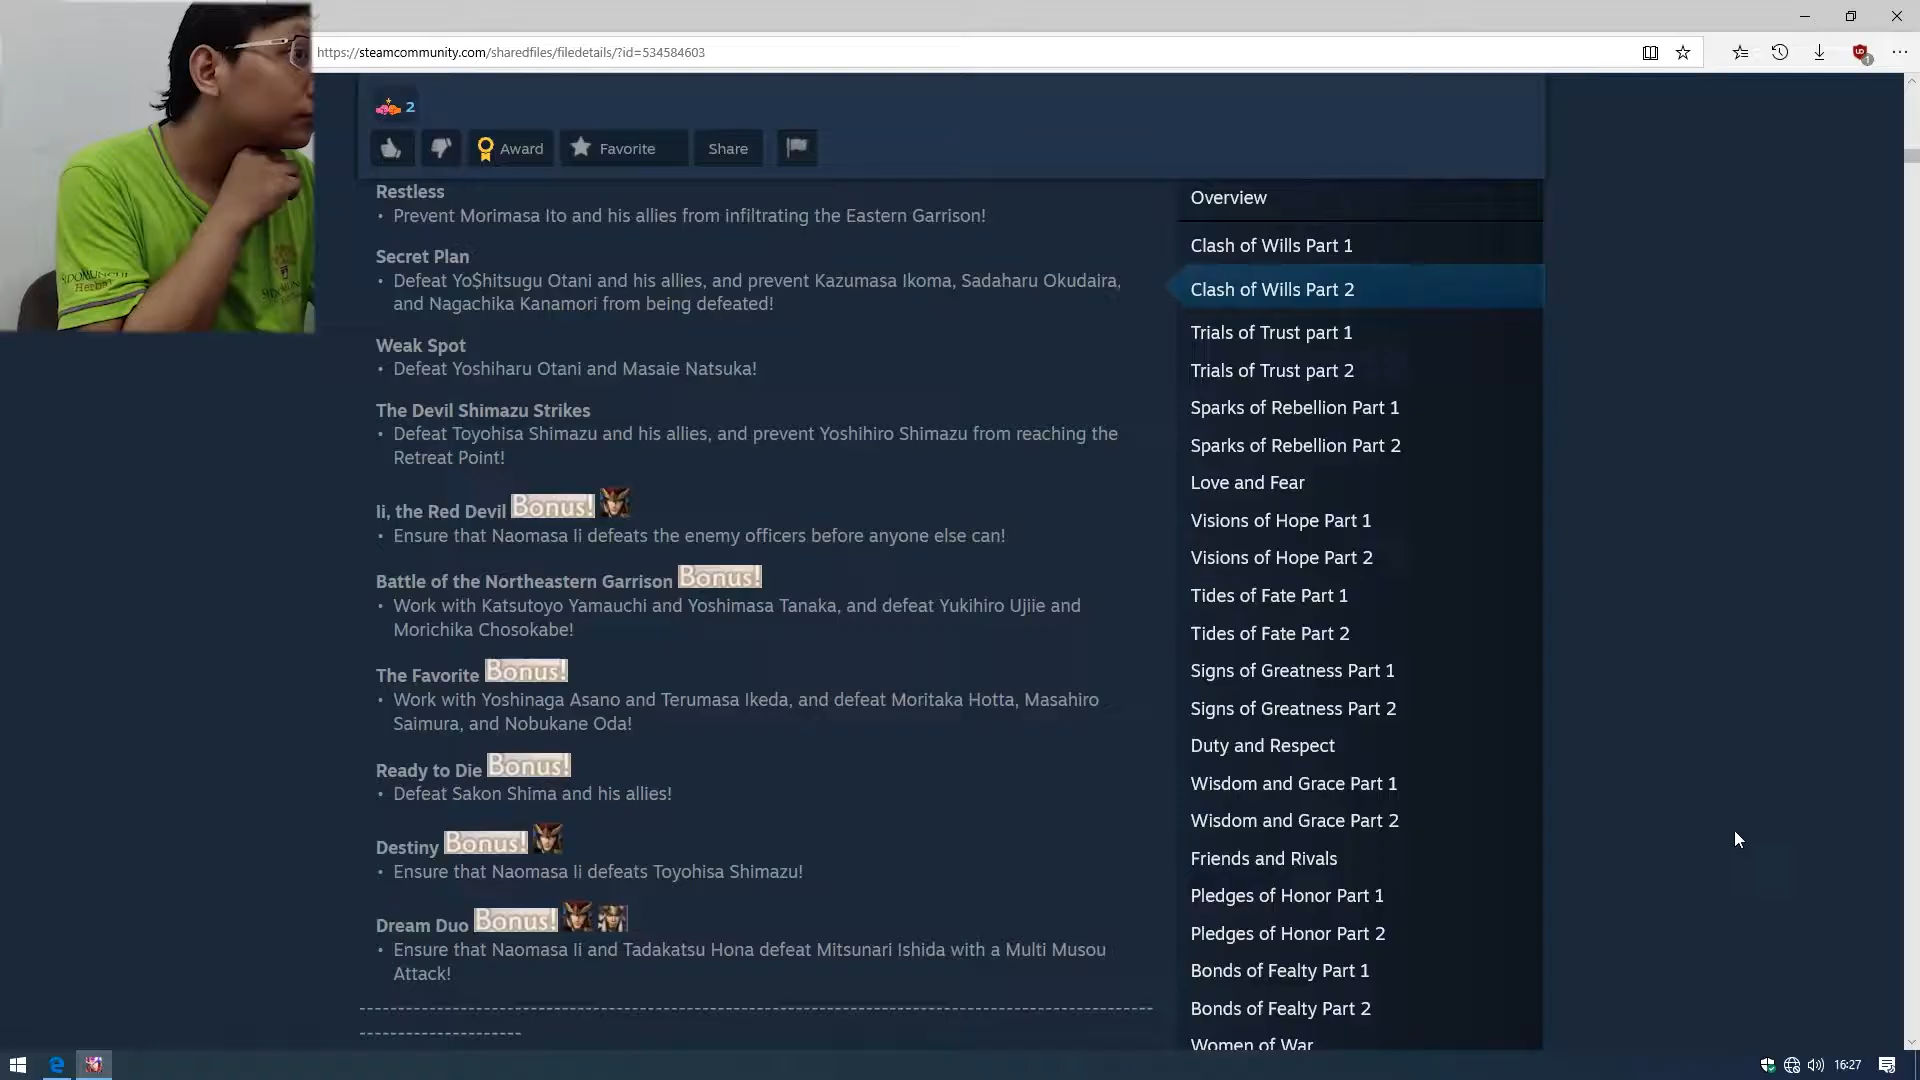 https://steamcommunity.com/sharedfiles/filedetails/?id=534584603
1
2
Award
Favorite
Share
Restless
• Prevent Morimasa Ito and his allies from infiltrating the Eastern Garrison!
Secret Plan
• Defeat Yo$hitsugu Otani and his allies, and prevent Kazumasa Ikoma, Sadaharu Okudaira,
and Nagachika Kanamori from being defeated!
Weak Spot
• Defeat Yoshiharu Otani and Masaie Natsuka!
The Devil Shimazu Strikes
• Defeat Toyohisa Shimazu and his allies, and prevent Yoshihiro Shimazu from reaching the
Retreat Point!
Ii, the Red Devil Bonus!
• Ensure that Naomasa Ii defeats the enemy officers before anyone else can!
Battle of the Northeastern Garrison Bonus!
• Work with Katsutoyo Yamauchi and Yoshimasa Tanaka, and defeat Yukihiro Ujiie and
Morichika Chosokabe!
The Favorite Bonus!
• Work with Yoshinaga Asano and Terumasa Ikeda, and defeat Moritaka Hotta, Masahiro
Saimura, and Nobukane Oda!
Ready to Die Bonus!
• Defeat Sakon Shima and his allies!
Destiny Bonus!
• Ensure that Naomasa Ii defeats Toyohisa Shimazu!
Dream Duo Bonus!
• Ensure that Naomasa Ii and Tadakatsu Hona defeat Mitsunari Ishida with a Multi Musou
Attack!
Overview
Clash of Wills Part 1
Clash of Wills Part 2
Trials of Trust part 1
Trials of Trust part 2
Sparks of Rebellion Part 1
Sparks of Rebellion Part 2
Love and Fear
Visions of Hope Part 1
Visions of Hope Part 2
Tides of Fate Part 1
Tides of Fate Part 2
Signs of Greatness Part 1
Signs of Greatness Part 2
Duty and Respect
Wisdom and Grace Part 1
Wisdom and Grace Part 2
Friends and Rivals
Pledges of Honor Part 1
Pledges of Honor Part 2
Bonds of Fealty Part 1
Bonds of Fealty Part 2
Women of War
16:27